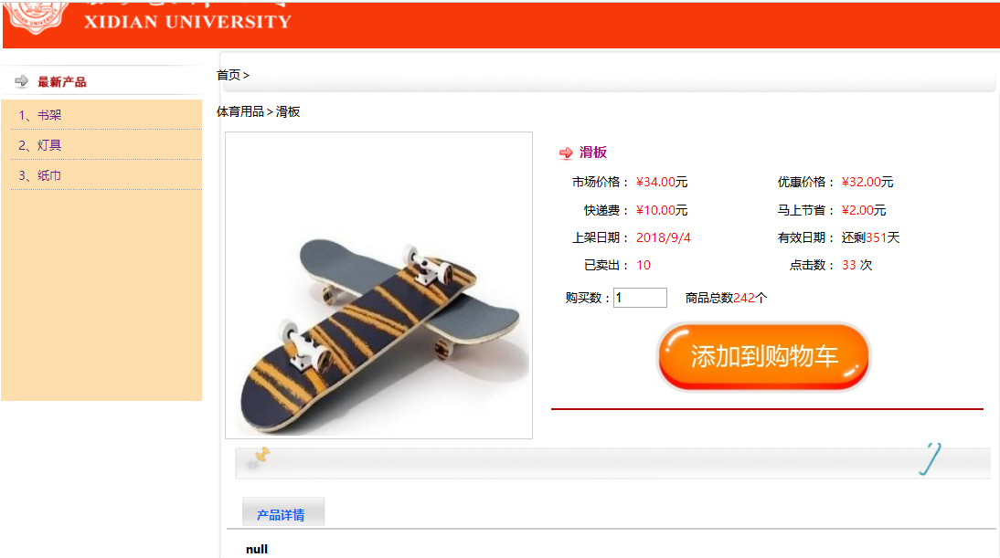 XIDIAN UNIVERSITY
最新产品
1、书架
2、灯具
3、纸巾
首页 >
体育用品 > 滑板
滑板
市场价格： ¥34.00元 优惠价格： ¥32.00元
快递费： ¥10.00元 马上节省： ¥2.00元
上架日期： 2018/9/4 有效日期： 还剩351天
已卖出： 10 点击数： 33 次
购买数： 1 商品总数242个
添加到购物车
产品详情
null